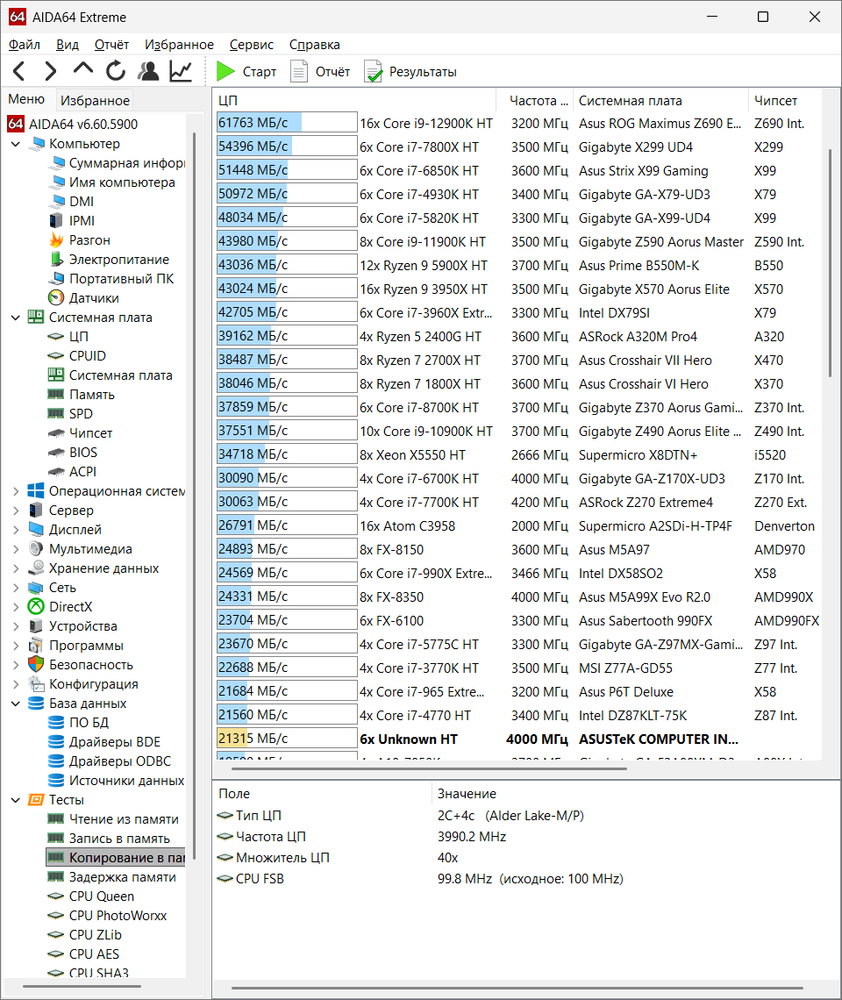 AIDA64 Extreme
Файл Вид Отчёт Избранное Сервис Справка
Старт Отчёт Результаты
Меню Избранное
AIDA64 v6.60.5900
Компьютер
Суммарная инфор
Имя компьютера
DMI
IPMI
Разгон
Электропитание
Портативный ПК
Датчики
Системная плата
ЦП
CPUID
Системная плата
Память
SPD
Чипсет
BIOS
ACPI
Операционная систем
Сервер
Дисплей
Мультимедиа
Хранение данных
Сеть
DirectX
Устройства
Программы
Безопасность
Конфигурация
База данных
ПО БД
Драйверы BDE
Драйверы ODBC
Источники данных
Тесты
Чтение из памяти
Запись в память
Копирование в пам
Задержка памяти
CPU Queen
CPU PhotoWorxx
CPU ZLib
CPU AES
CPU SHA3
ЦП Частота ... Системная плата Чипсет
61763 МБ/с 16x Core i9-12900K HT 3200 МГц Asus ROG Maximus Z690 E... Z690 Int.
54396 МБ/с 6x Core i7-7800X HT 3500 МГц Gigabyte X299 UD4 X299
51448 МБ/с 6x Core i7-6850K HT 3600 МГц Asus Strix X99 Gaming X99
50972 МБ/с 6x Core i7-4930K HT 3400 МГц Gigabyte GA-X79-UD3 X79
48034 МБ/с 6x Core i7-5820K HT 3300 МГц Gigabyte GA-X99-UD4 X99
43980 МБ/с 8x Core i9-11900K HT 3500 МГц Gigabyte Z590 Aorus Master Z590 Int.
43036 МБ/с 12x Ryzen 9 5900X HT 3700 МГц Asus Prime B550M-K B550
43024 МБ/с 16x Ryzen 9 3950X HT 3500 МГц Gigabyte X570 Aorus Elite X570
42705 МБ/с 6x Core i7-3960X Extr... 3300 МГц Intel DX79SI X79
39162 МБ/с 4x Ryzen 5 2400G HT 3600 МГц ASRock A320M Pro4 A320
38487 МБ/с 8x Ryzen 7 2700X HT 3700 МГц Asus Crosshair VII Hero X470
38046 МБ/с 8x Ryzen 7 1800X HT 3600 МГц Asus Crosshair VI Hero X370
37859 МБ/с 6x Core i7-8700K HT 3700 МГц Gigabyte Z370 Aorus Gami... Z370 Int.
37551 МБ/с 10x Core i9-10900K HT 3700 МГц Gigabyte Z490 Aorus Elite ... Z490 Int.
34718 МБ/с 8x Xeon X5550 HT 2666 МГц Supermicro X8DTN+ i5520
30090 МБ/с 4x Core i7-6700K HT 4000 МГц Gigabyte GA-Z170X-UD3 Z170 Int.
30063 МБ/с 4x Core i7-7700K HT 4200 МГц ASRock Z270 Extreme4 Z270 Ext.
26791 МБ/с 16x Atom C3958 2000 МГц Supermicro A2SDi-H-TP4F Denverton
24893 МБ/с 8x FX-8150 3600 МГц Asus M5A97 AMD970
24569 МБ/с 6x Core i7-990X Extre... 3466 МГц Intel DX58SO2 X58
24331 МБ/с 8x FX-8350 4000 МГц Asus M5A99X Evo R2.0 AMD990X
23704 МБ/с 6x FX-6100 3300 МГц Asus Sabertooth 990FX AMD990FX
23670 МБ/с 4x Core i7-5775C HT 3300 МГц Gigabyte GA-Z97MX-Gami... Z97 Int.
22688 МБ/с 4x Core i7-3770K HT 3500 МГц MSI Z77A-GD55 Z77 Int.
21684 МБ/с 4x Core i7-965 Extre... 3200 МГц Asus P6T Deluxe X58
21560 МБ/с 4x Core i7-4770 HT 3400 МГц Intel DZ87KLT-75K Z87 Int.
21315 МБ/с 6x Unknown HT 4000 МГц ASUSTeK COMPUTER IN...
Поле Значение
Тип ЦП 2C+4c (Alder Lake-M/P)
Частота ЦП 3990.2 MHz
Множитель ЦП 40x
CPU FSB 99.8 MHz (исходное: 100 MHz)